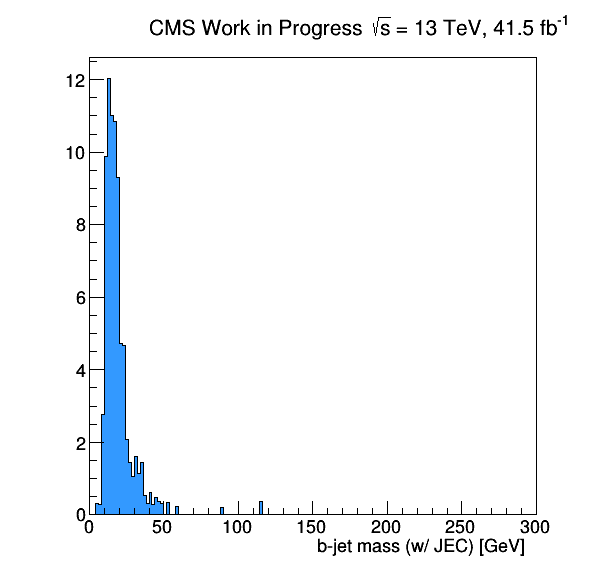 CMS Work in Progress √s = 13 TeV, 41.5 fb⁻¹
12
10
8
6
4
2
0
0 50 100 150 200 250 300
b-jet mass (w/ JEC) [GeV]